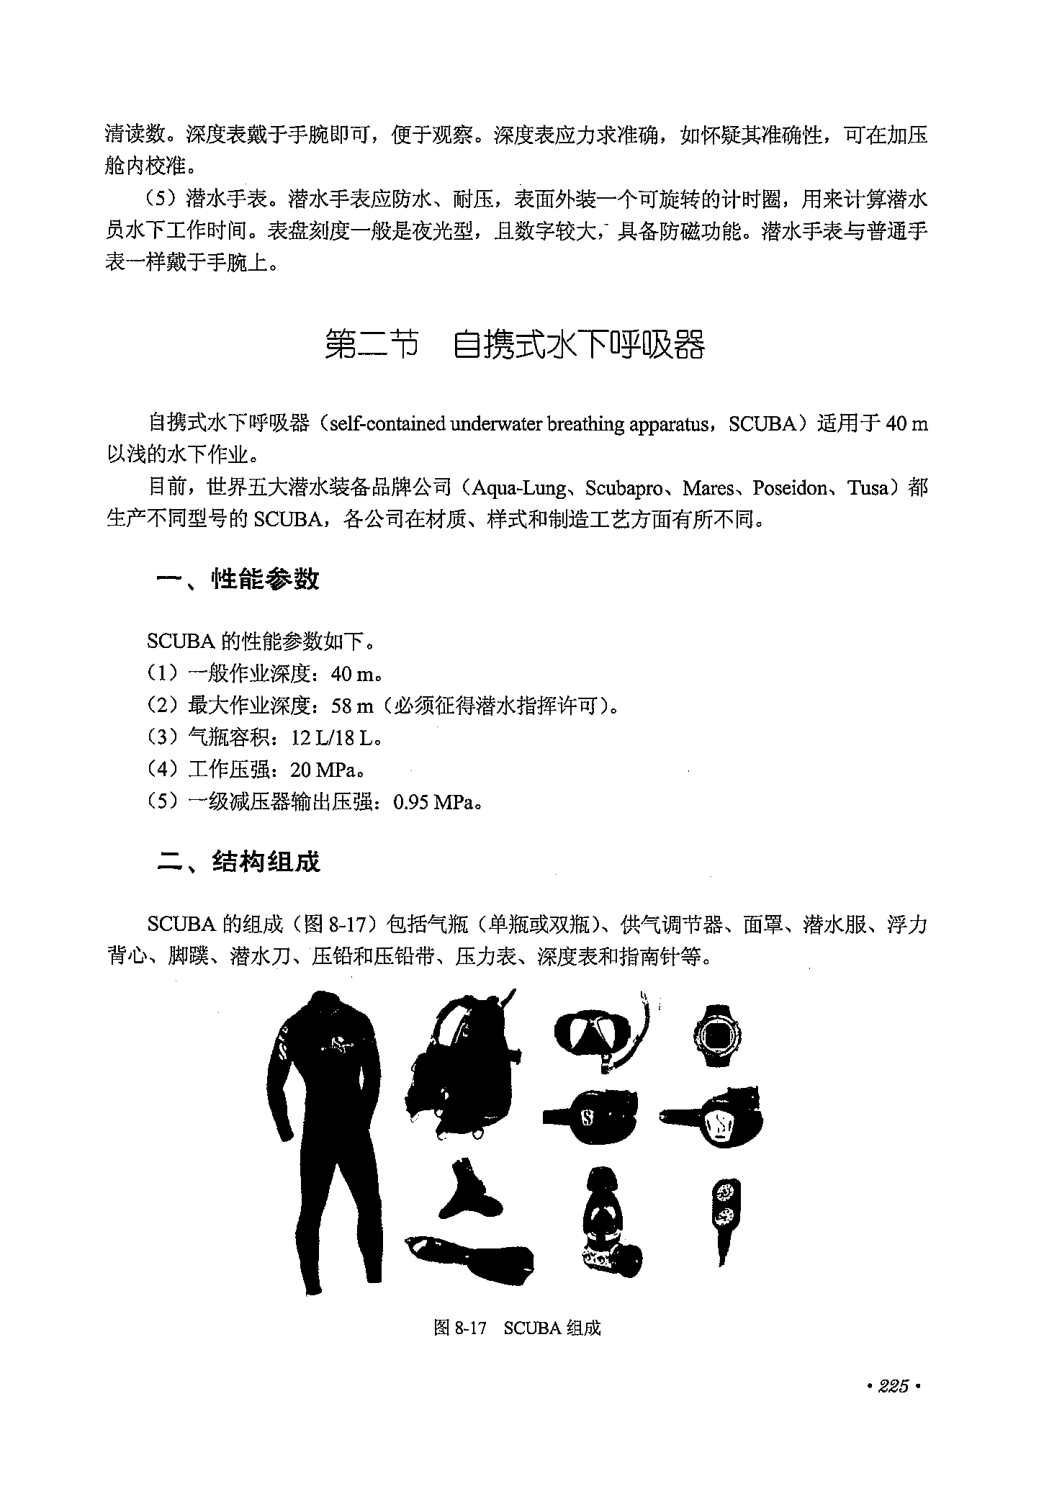 清读数。深度表戴于手腕即可，便于观察。深度表应力求准确，如怀疑其准确性，可在加压
舱内校准。
（5）潜水手表。潜水手表应防水、耐压，表面外装一个可旋转的计时圈，用来计算潜水
员水下工作时间。表盘刻度一般是夜光型，且数字较大，具备防磁功能。潜水手表与普通手
表一样戴于手腕上。
第二节 自携式水下呼吸器
自携式水下呼吸器（self-contained underwater breathing apparatus，SCUBA）适用于 40 m
以浅的水下作业。
目前，世界五大潜水装备品牌公司（Aqua-Lung、Scubapro、Mares、Poseidon、Tusa）都
生产不同型号的 SCUBA，各公司在材质、样式和制造工艺方面有所不同。
一、性能参数
SCUBA 的性能参数如下。
（1）一般作业深度：40 m。
（2）最大作业深度：58 m（必须征得潜水指挥许可）。
（3）气瓶容积：12 L/18 L。
（4）工作压强：20 MPa。
（5）一级减压器输出压强：0.95 MPa。
二、结构组成
SCUBA 的组成（图 8-17）包括气瓶（单瓶或双瓶）、供气调节器、面罩、潜水服、浮力
背心、脚蹼、潜水刀、压铅和压铅带、压力表、深度表和指南针等。
图 8-17 SCUBA 组成
·225·